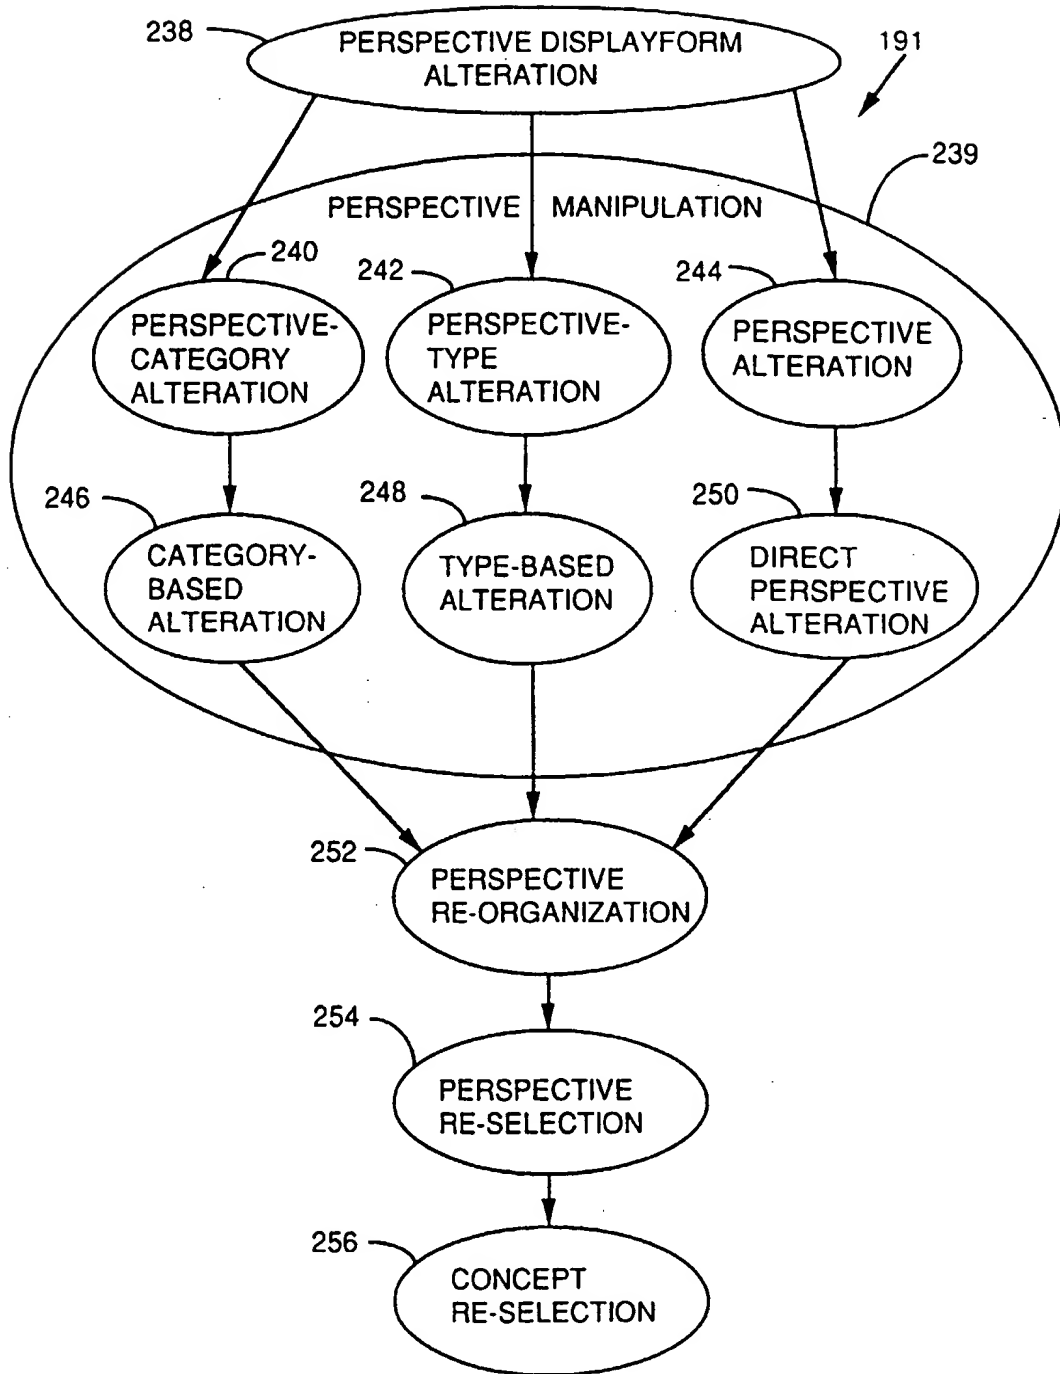 238
PERSPECTIVE DISPLAYFORM
ALTERATION
191
239
PERSPECTIVE MANIPULATION
240
242
244
PERSPECTIVE-
CATEGORY
ALTERATION
PERSPECTIVE-
TYPE
ALTERATION
PERSPECTIVE
ALTERATION
246
248
250
CATEGORY-
BASED
ALTERATION
TYPE-BASED
ALTERATION
DIRECT
PERSPECTIVE
ALTERATION
252
PERSPECTIVE
RE-ORGANIZATION
254
PERSPECTIVE
RE-SELECTION
256
CONCEPT
RE-SELECTION